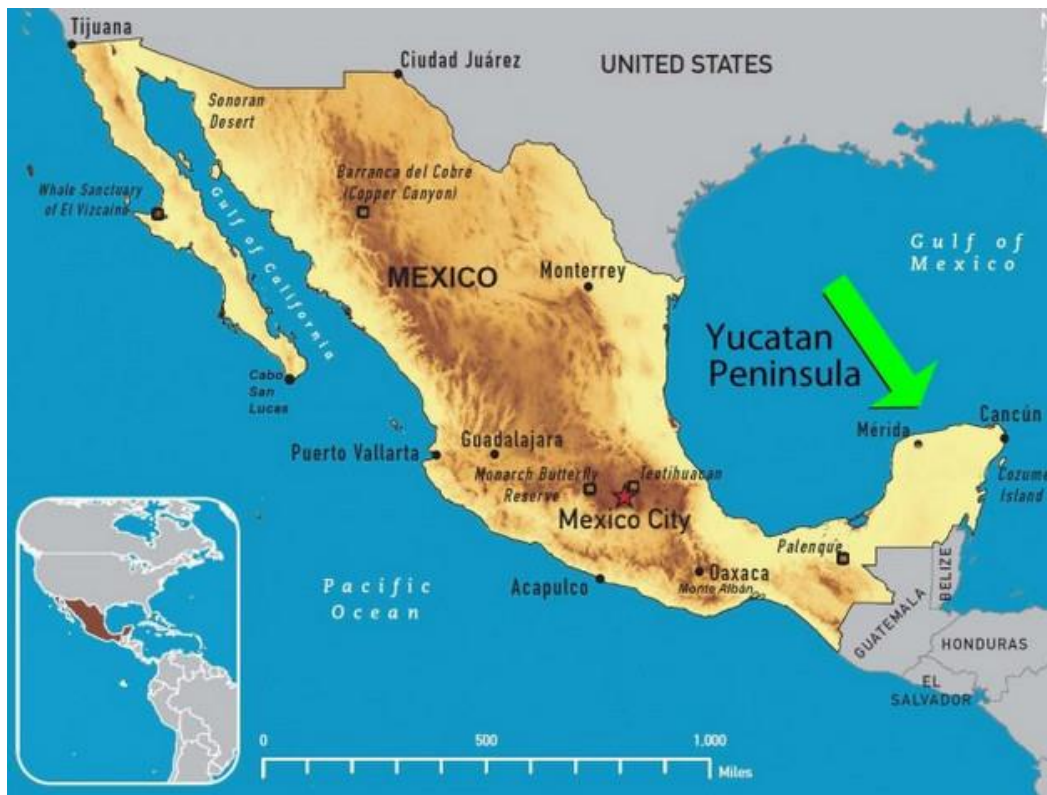 N
Tijuana
Ciudad Juárez
UNITED STATES
Sonoran
Desert
Barranca del Cobre
(Copper Canyon)
Whale Sanctuary
of El Vizcaino
Gulf of California
Gulf of
Mexico
MEXICO
Monterrey
Yucatan
Peninsula
Cabo
San
Lucas
Cancún
Mérida
Puerto Vallarta
Guadalajara
Monarch Butterfly
Reserve
Teotihuacan
Cozume
Island
Mexico City
Palenque
Pacific
Ocean
Acapulco
Oaxaca
Monte Albán
BELIZE
GUATEMALA
HONDURAS
EL
SALVADOR
0 500 1,000
Miles